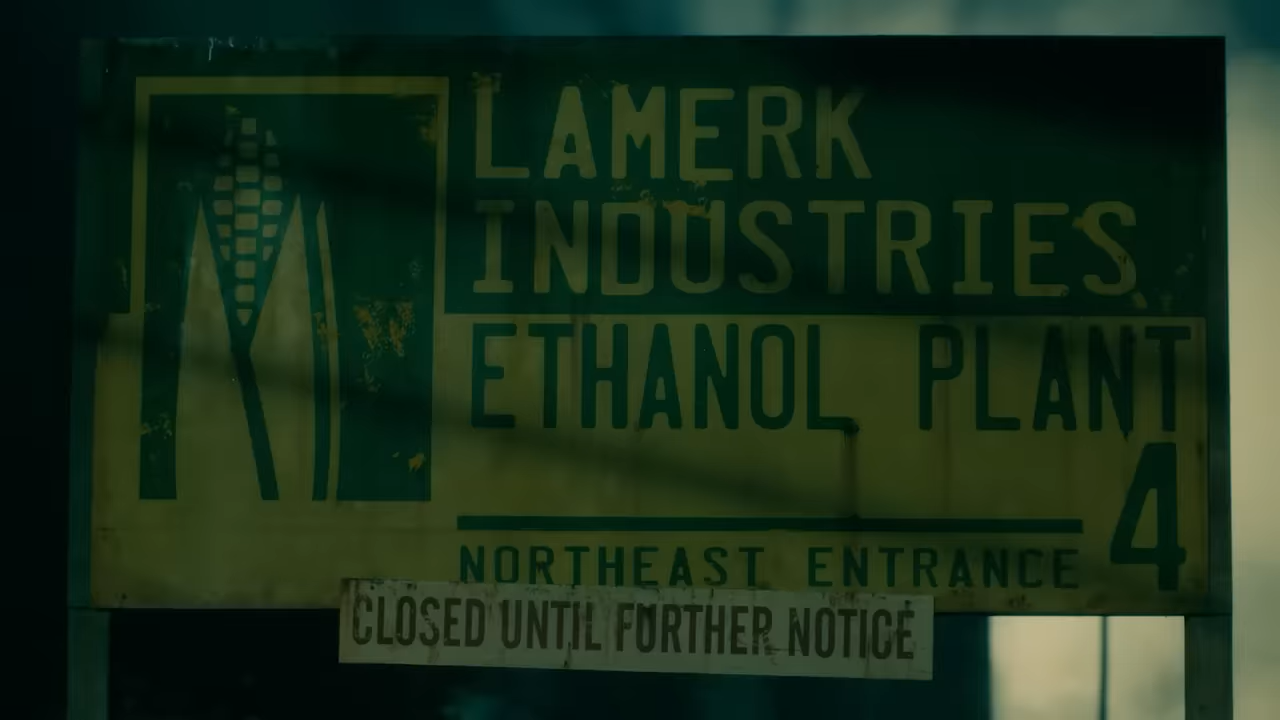 LAMERK
INDUSTRIES
ETHANOL PLANT
4
NORTHEAST ENTRANCE
CLOSED UNTIL FURTHER NOTICE